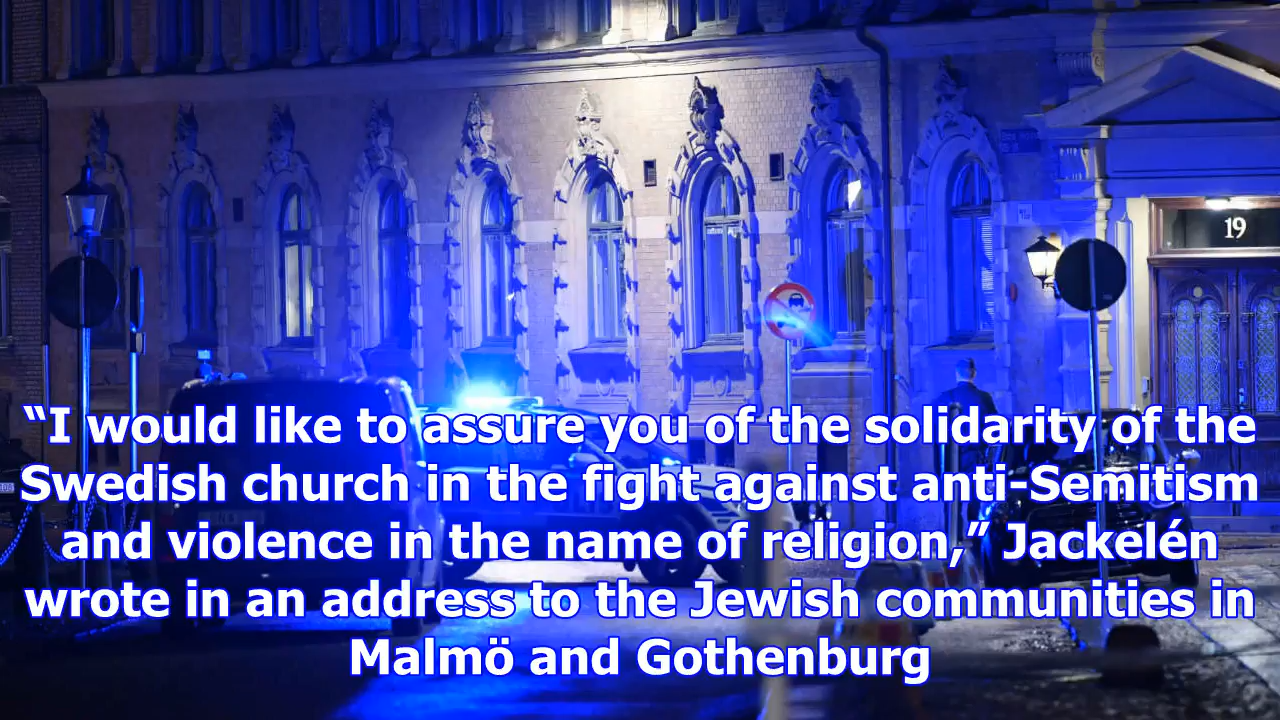 19
“I would like to assure you of the solidarity of the
Swedish church in the fight against anti-Semitism
and violence in the name of religion,” Jackelén
wrote in an address to the Jewish communities in
Malmö and Gothenburg